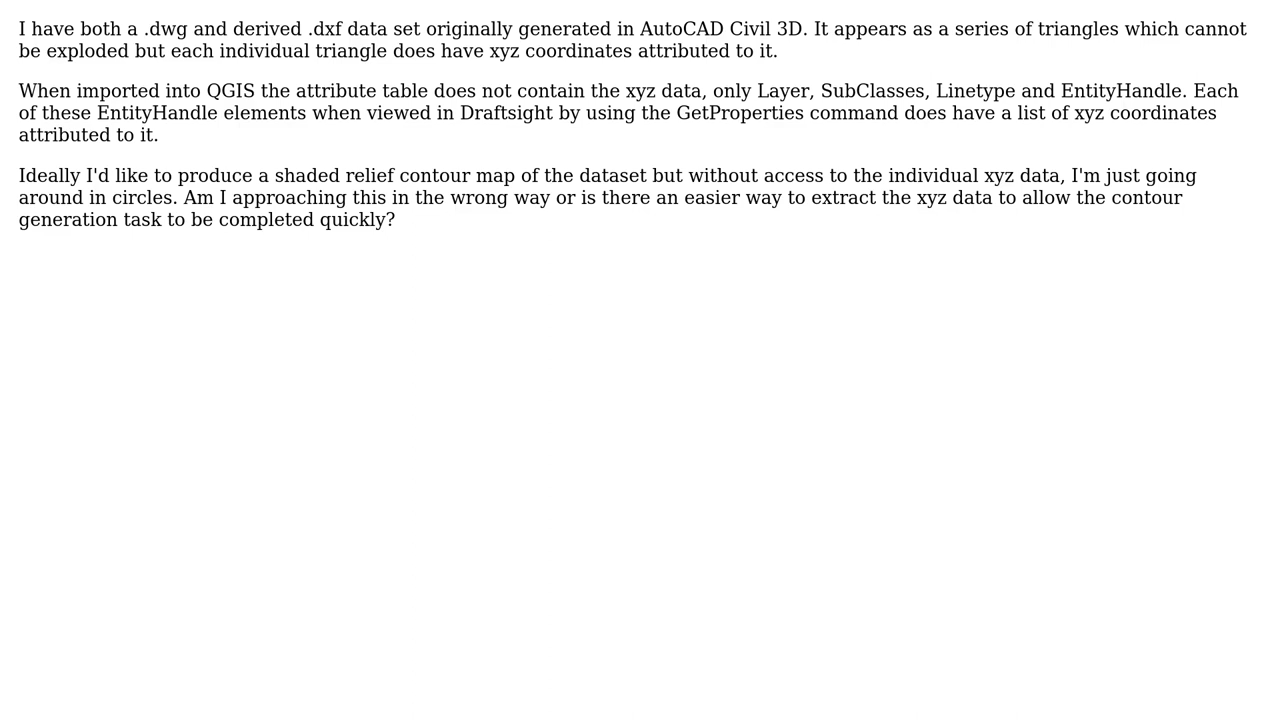 I have both a .dwg and derived .dxf data set originally generated in AutoCAD Civil 3D. It appears as a series of triangles which cannot
be exploded but each individual triangle does have xyz coordinates attributed to it.
When imported into QGIS the attribute table does not contain the xyz data, only Layer, SubClasses, Linetype and EntityHandle. Each
of these EntityHandle elements when viewed in Draftsight by using the GetProperties command does have a list of xyz coordinates
attributed to it.
Ideally I'd like to produce a shaded relief contour map of the dataset but without access to the individual xyz data, I'm just going
around in circles. Am I approaching this in the wrong way or is there an easier way to extract the xyz data to allow the contour
generation task to be completed quickly?